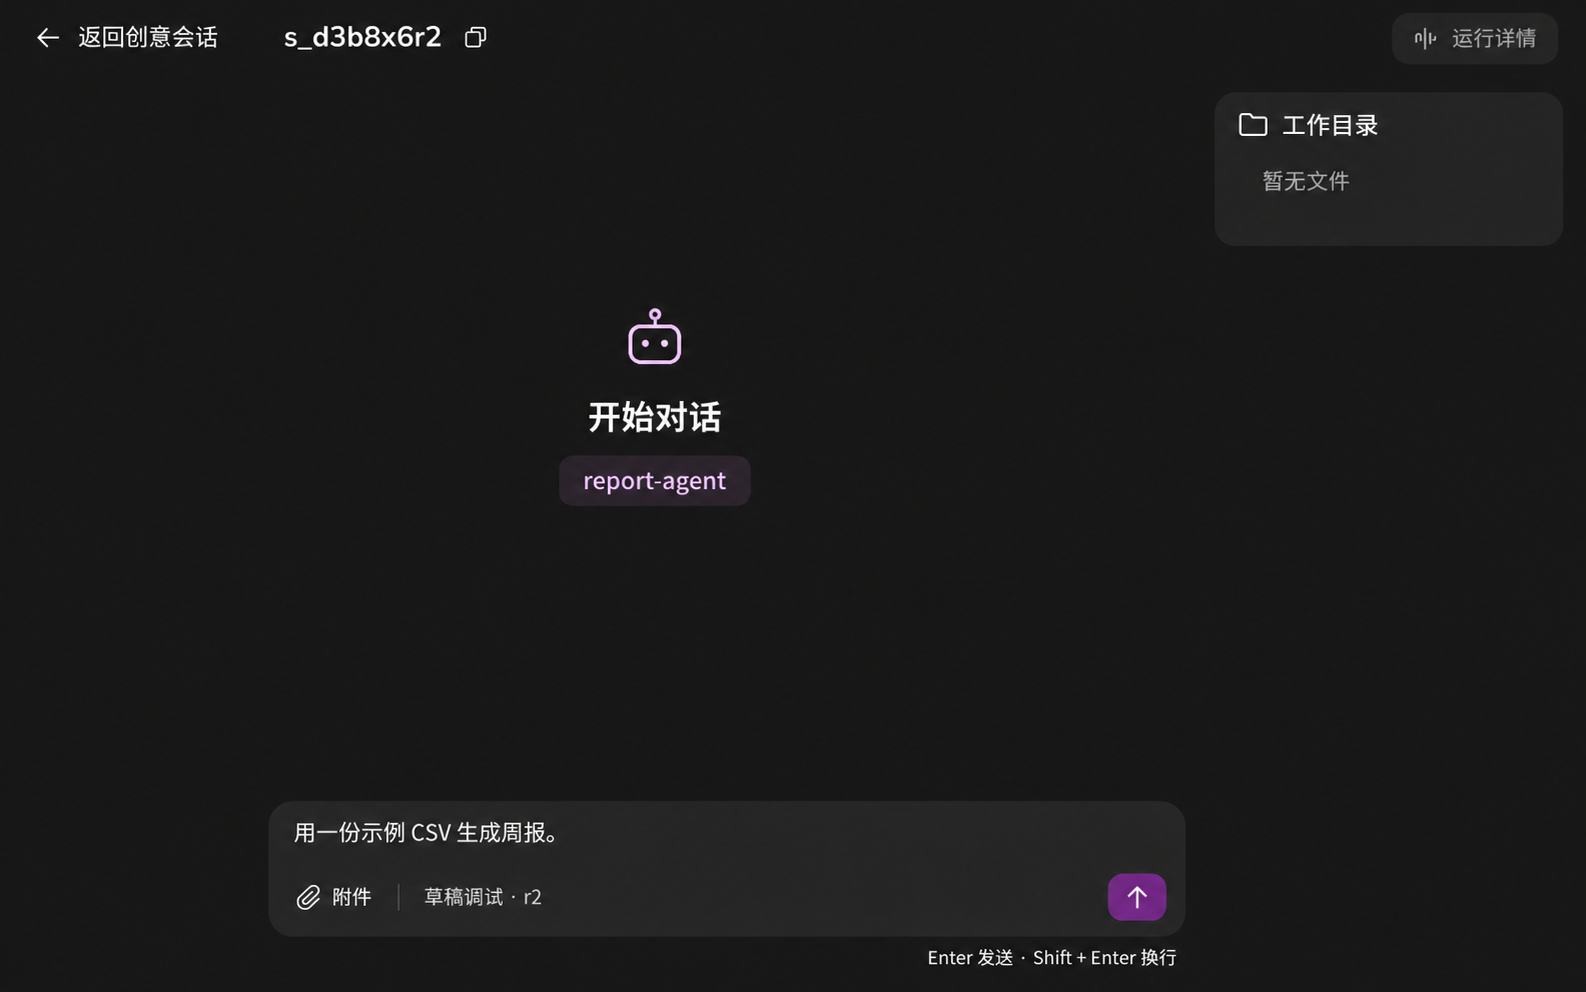 返回创意会话
s_d3b8x6r2
运行详情
工作目录
暂无文件
开始对话
report-agent
用一份示例 CSV 生成周报。
附件
草稿调试 · r2
Enter 发送 · Shift + Enter 换行